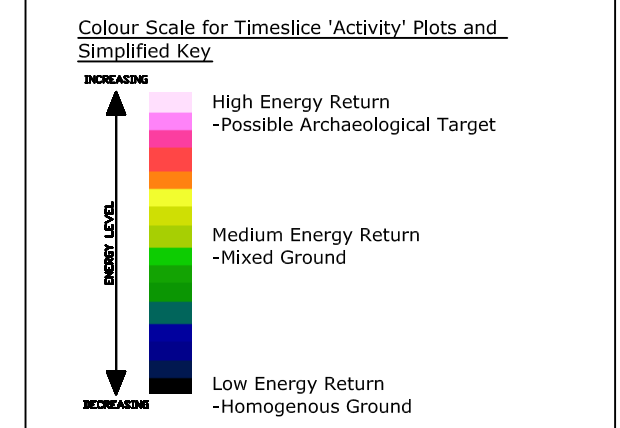 Colour Scale for Timeslice 'Activity' Plots and
Simplified Key
INCREASING
High Energy Return
-Possible Archaeological Target
ENERGY LEVEL
Medium Energy Return
-Mixed Ground
Low Energy Return
-Homogenous Ground
DECREASING